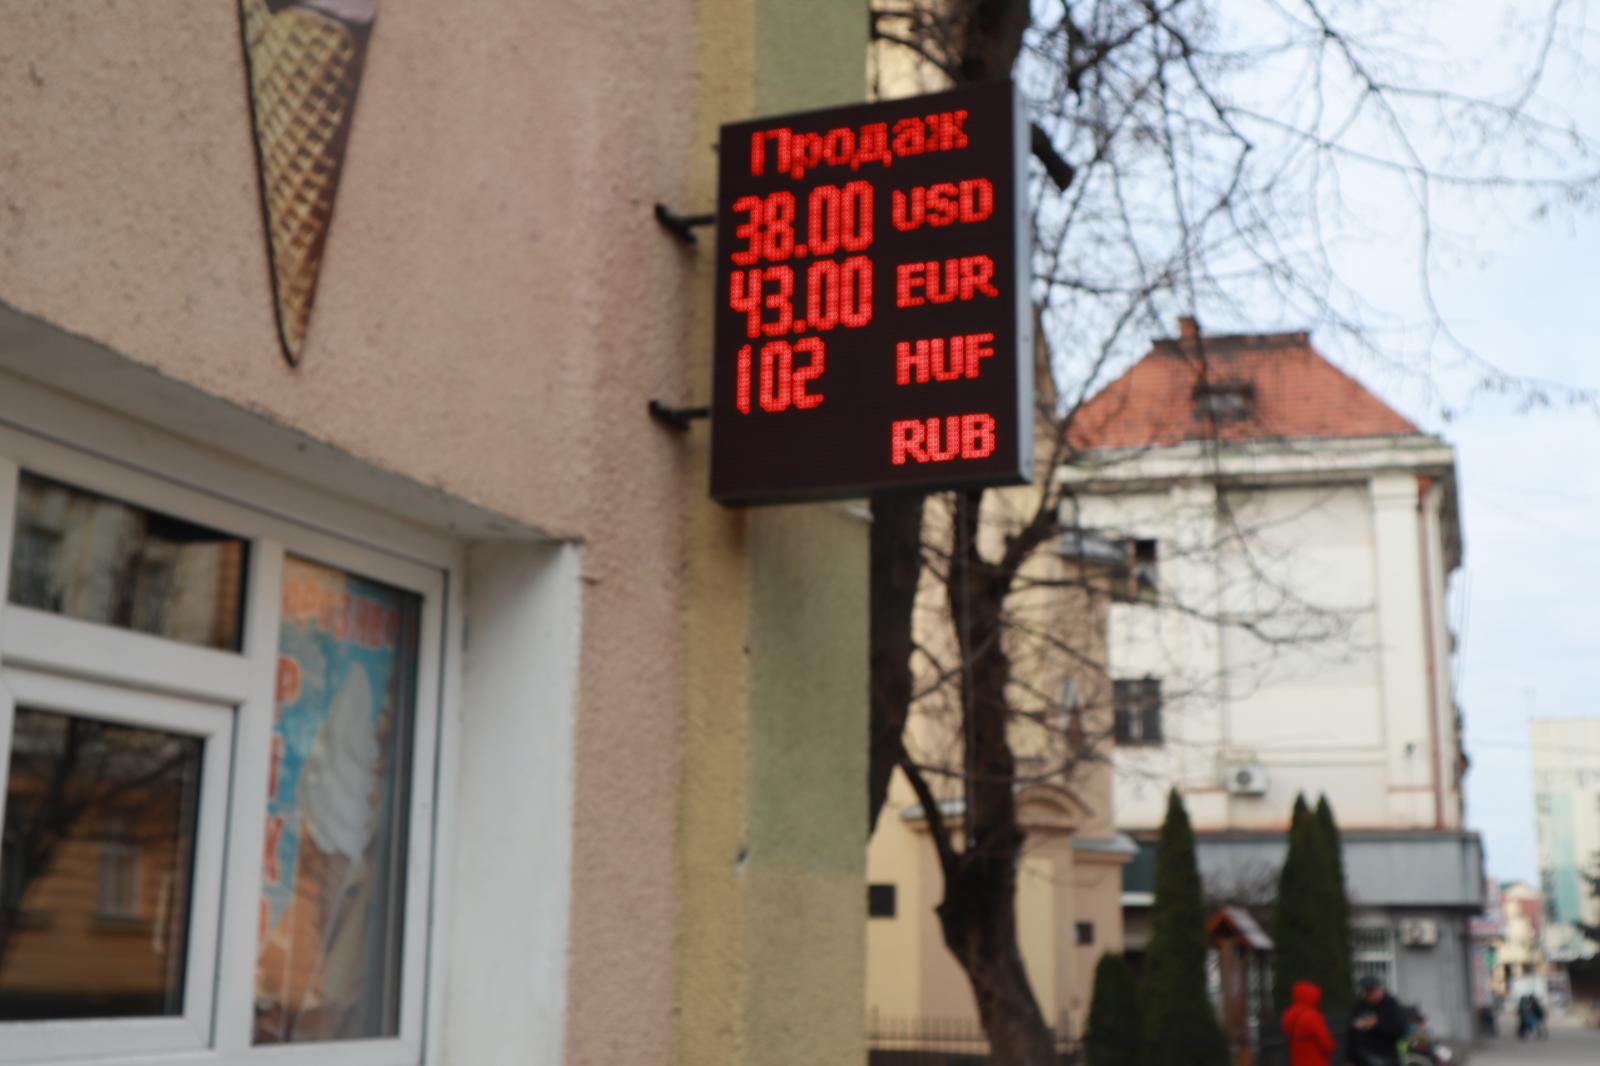 Продаж
38.00 USD
43.00 EUR
102 HUF
RUB